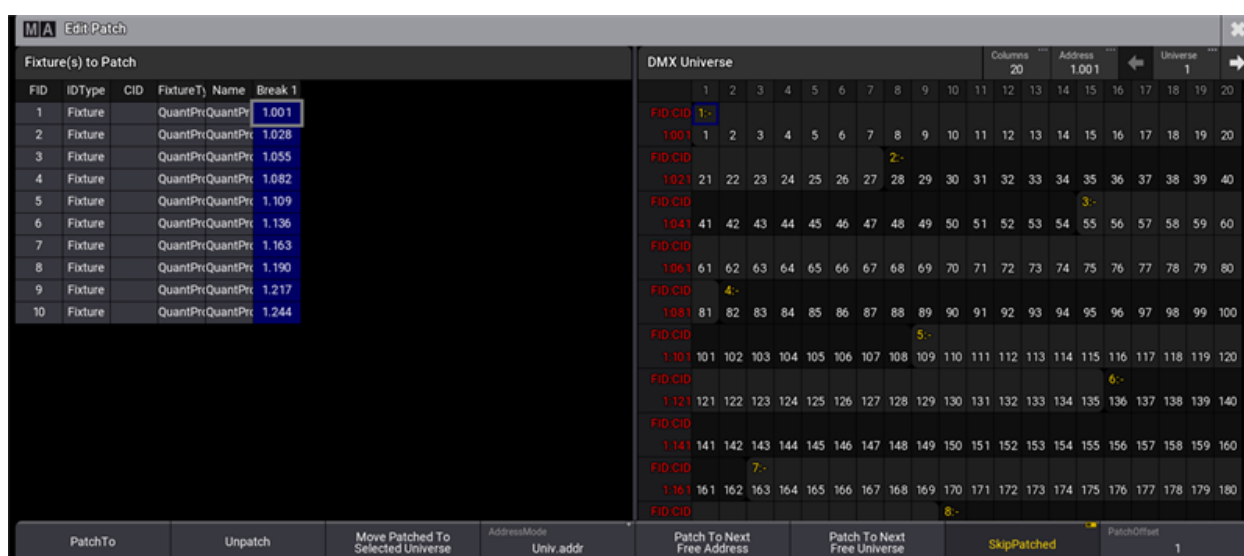 MA Edit Patch
Fixture(s) to Patch
FID IDType CID FixtureTy Name Break 1
1 Fixture QuantPro QuantPr 1.001
2 Fixture QuantPro QuantPro 1.028
3 Fixture QuantPro QuantPro 1.055
4 Fixture QuantPro QuantPro 1.082
5 Fixture QuantPro QuantPro 1.109
6 Fixture QuantPro QuantPro 1.136
7 Fixture QuantPro QuantPro 1.163
8 Fixture QuantPro QuantPro 1.190
9 Fixture QuantPro QuantPro 1.217
10 Fixture QuantPro QuantPro 1.244
DMX Universe
Columns 20
Address 1.001
Universe 1
1 2 3 4 5 6 7 8 9 10 11 12 13 14 15 16 17 18 19 20
FID CID 1:-
1.001 1 2 3 4 5 6 7 8 9 10 11 12 13 14 15 16 17 18 19 20
FID CID 2:-
1.021 21 22 23 24 25 26 27 28 29 30 31 32 33 34 35 36 37 38 39 40
FID CID 3:-
1.041 41 42 43 44 45 46 47 48 49 50 51 52 53 54 55 56 57 58 59 60
FID CID
1.061 61 62 63 64 65 66 67 68 69 70 71 72 73 74 75 76 77 78 79 80
FID CID 4:-
1.081 81 82 83 84 85 86 87 88 89 90 91 92 93 94 95 96 97 98 99 100
FID CID 5:-
1.101 101 102 103 104 105 106 107 108 109 110 111 112 113 114 115 116 117 118 119 120
FID CID 6:-
1.121 121 122 123 124 125 126 127 128 129 130 131 132 133 134 135 136 137 138 139 140
FID CID
1.141 141 142 143 144 145 146 147 148 149 150 151 152 153 154 155 156 157 158 159 160
FID CID 7:-
1.161 161 162 163 164 165 166 167 168 169 170 171 172 173 174 175 176 177 178 179 180
FID CID 8:-
PatchTo
Unpatch
Move Patched To
Selected Universe
AddressMode
Univ.addr
Patch To Next
Free Address
Patch To Next
Free Universe
SkipPatched
PatchOffset
1